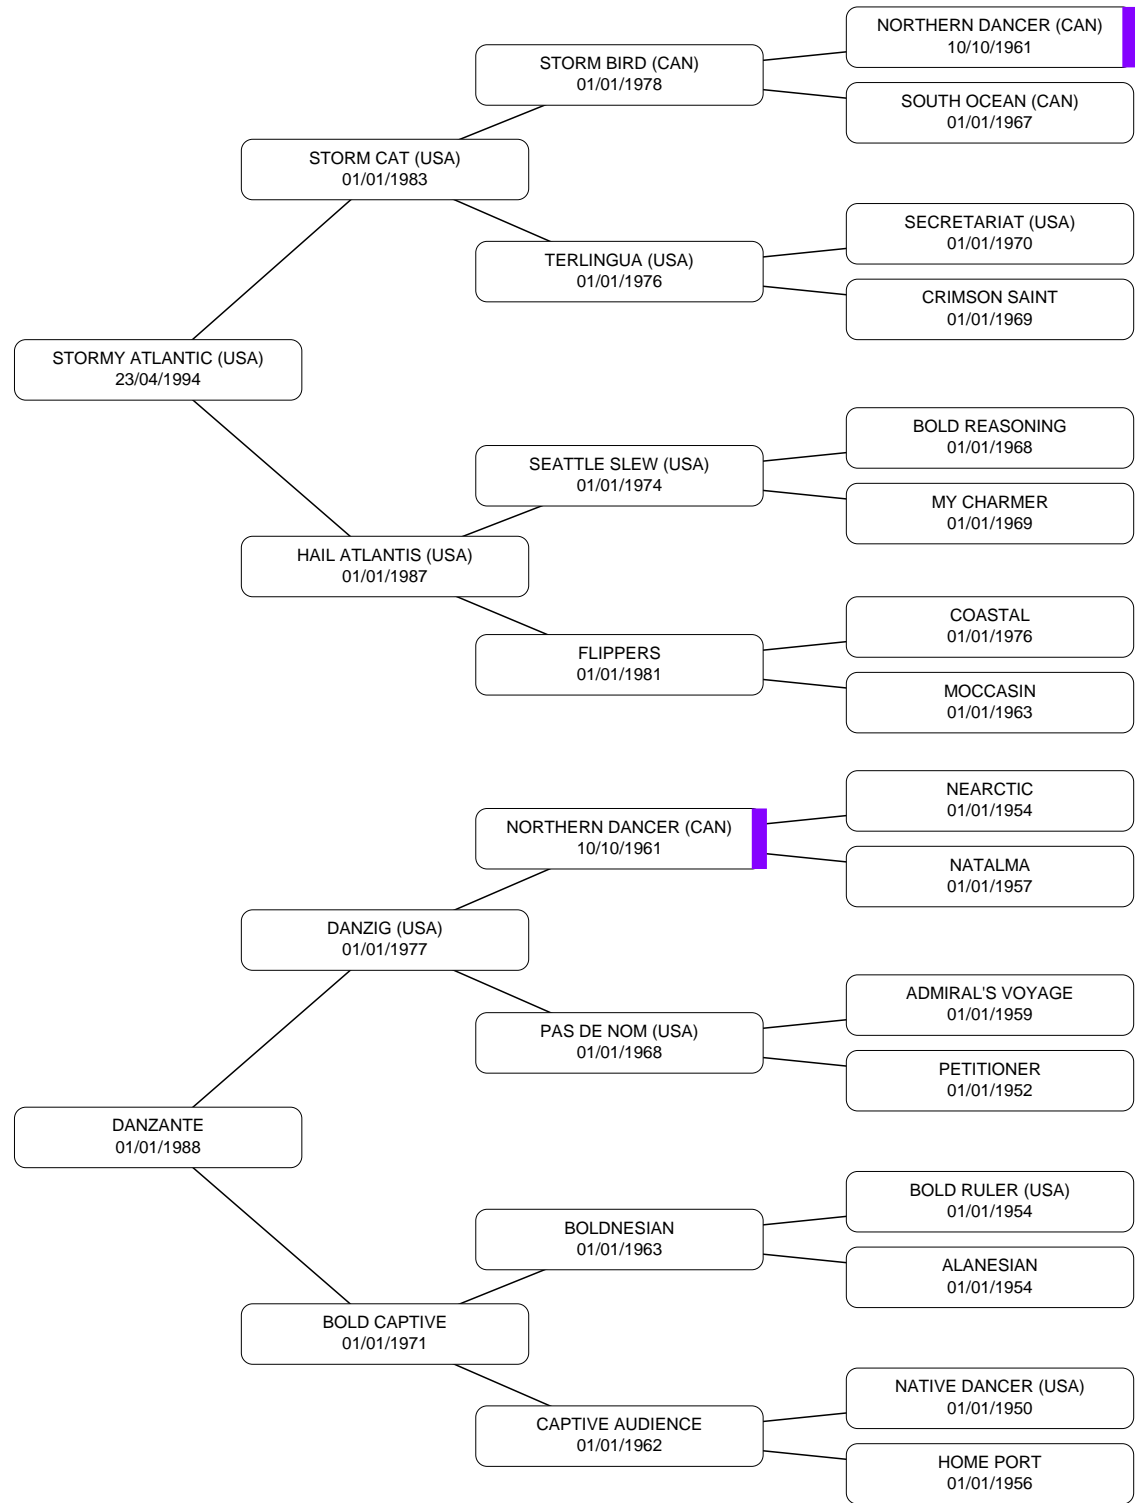 NORTHERN DANCER (CAN)
10/10/1961
STORM BIRD (CAN)
01/01/1978
SOUTH OCEAN (CAN)
01/01/1967
STORM CAT (USA)
01/01/1983
SECRETARIAT (USA)
01/01/1970
TERLINGUA (USA)
01/01/1976
CRIMSON SAINT
01/01/1969
STORMY ATLANTIC (USA)
23/04/1994
BOLD REASONING
01/01/1968
SEATTLE SLEW (USA)
01/01/1974
MY CHARMER
01/01/1969
HAIL ATLANTIS (USA)
01/01/1987
COASTAL
01/01/1976
FLIPPERS
01/01/1981
MOCCASIN
01/01/1963
NEARCTIC
01/01/1954
NORTHERN DANCER (CAN)
10/10/1961
NATALMA
01/01/1957
DANZIG (USA)
01/01/1977
ADMIRAL'S VOYAGE
01/01/1959
PAS DE NOM (USA)
01/01/1968
PETITIONER
01/01/1952
DANZANTE
01/01/1988
BOLD RULER (USA)
01/01/1954
BOLDNESIAN
01/01/1963
ALANESIAN
01/01/1954
BOLD CAPTIVE
01/01/1971
NATIVE DANCER (USA)
01/01/1950
CAPTIVE AUDIENCE
01/01/1962
HOME PORT
01/01/1956